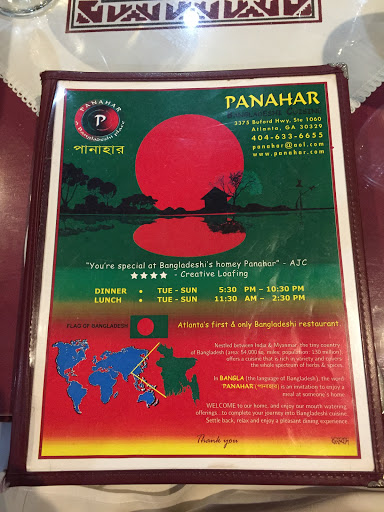 PANAHAR
P
A Bangladeshi Place
পানাহার
PANAHAR
3375 Buford Hwy, Ste 1060
Atlanta, GA 30329
404-633-6655
panahar@aol.com
www.panahar.com
"You're special at Bangladeshi's homey Panahar" - AJC
- Creative Loafing
DINNER • TUE - SUN 5:30 PM – 10:30 PM
LUNCH • TUE - SUN 11:30 AM – 2:30 PM
FLAG OF BANGLADESH
Atlanta's first & only Bangladeshi restaurant
Nestled between India & Myanmar, the tiny country
of Bangladesh (area: 54,000 sq. miles; population: 130 million),
offers a cuisine that is rich in variety and covers
the whole spectrum of herbs & spices.
In BANGLA (the language of Bangladesh), the word
'PANAHAR (পানাহার)' is an invitation to enjoy a
meal at someone's home.
WELCOME to our home, and enjoy our mouth watering
offerings...to complete your journey into Bangladeshi cuisine.
Settle back, relax and enjoy a pleasant dining experience.
Thank you